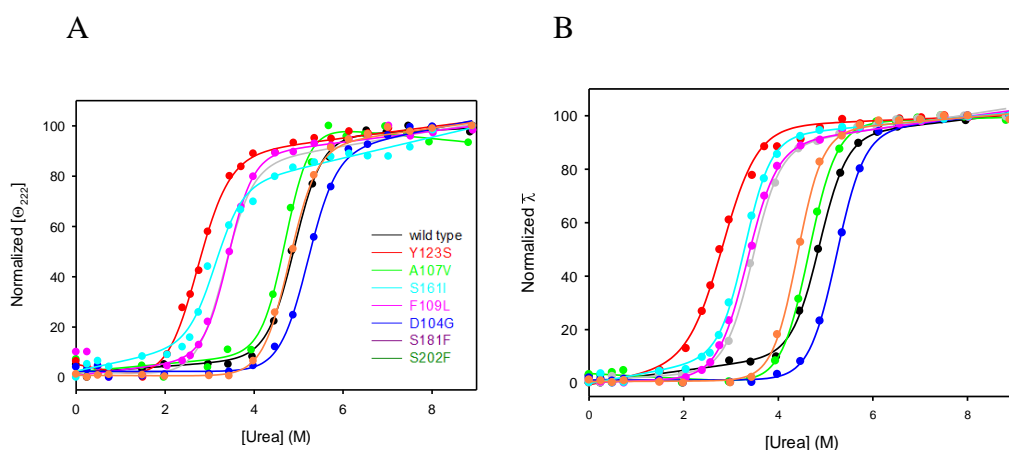 A
B
Normalized [Θ222]
100
80
60
40
20
0
0 2 4 6 8
[Urea] (M)
wild type
Y123S
A107V
S161I
F109L
D104G
S181F
S202F
Normalized λ̅
100
80
60
40
20
0
0 2 4 6 8
[Urea] (M)